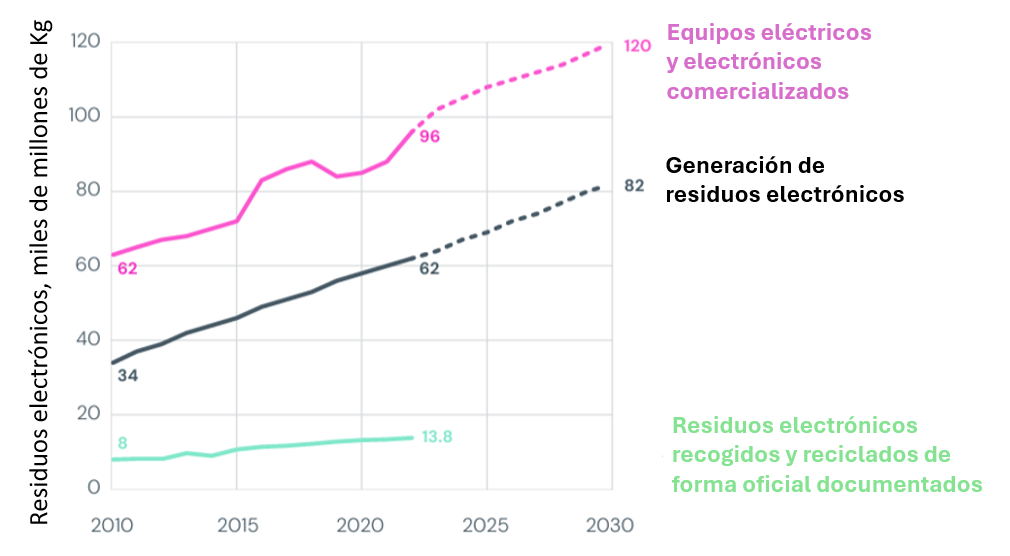 Residuos electrónicos, miles de millones de Kg
120
100
80
60
40
20
0
2010
2015
2020
2025
2030
62
96
120
34
62
82
8
13.8
Equipos eléctricos
y electrónicos
comercializados
Generación de
residuos electrónicos
Residuos electrónicos
recogidos y reciclados de
forma oficial documentados